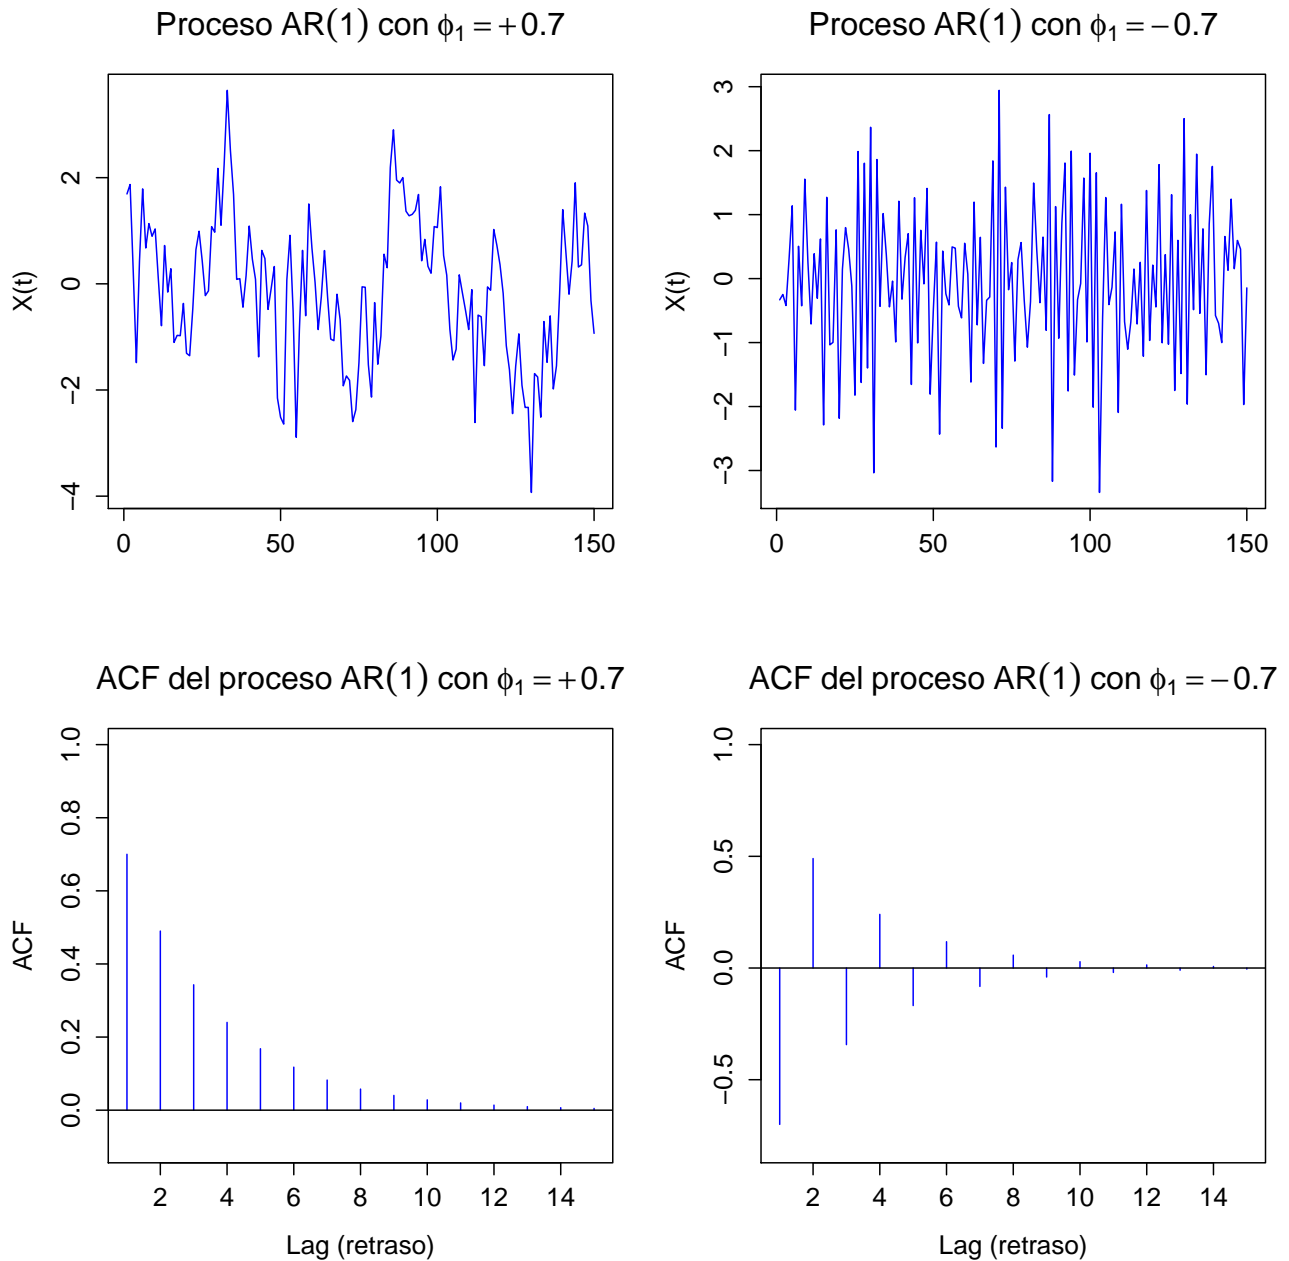 Proceso AR(1) con ϕ₁ = +0.7
X(t)
2
0
−2
−4
0 50 100 150
Proceso AR(1) con ϕ₁ = −0.7
X(t)
3
2
1
0
−1
−2
−3
0 50 100 150
ACF del proceso AR(1) con ϕ₁ = +0.7
ACF
1.0
0.8
0.6
0.4
0.2
0.0
2 4 6 8 10 12 14
Lag (retraso)
ACF del proceso AR(1) con ϕ₁ = −0.7
ACF
1.0
0.5
0.0
−0.5
2 4 6 8 10 12 14
Lag (retraso)